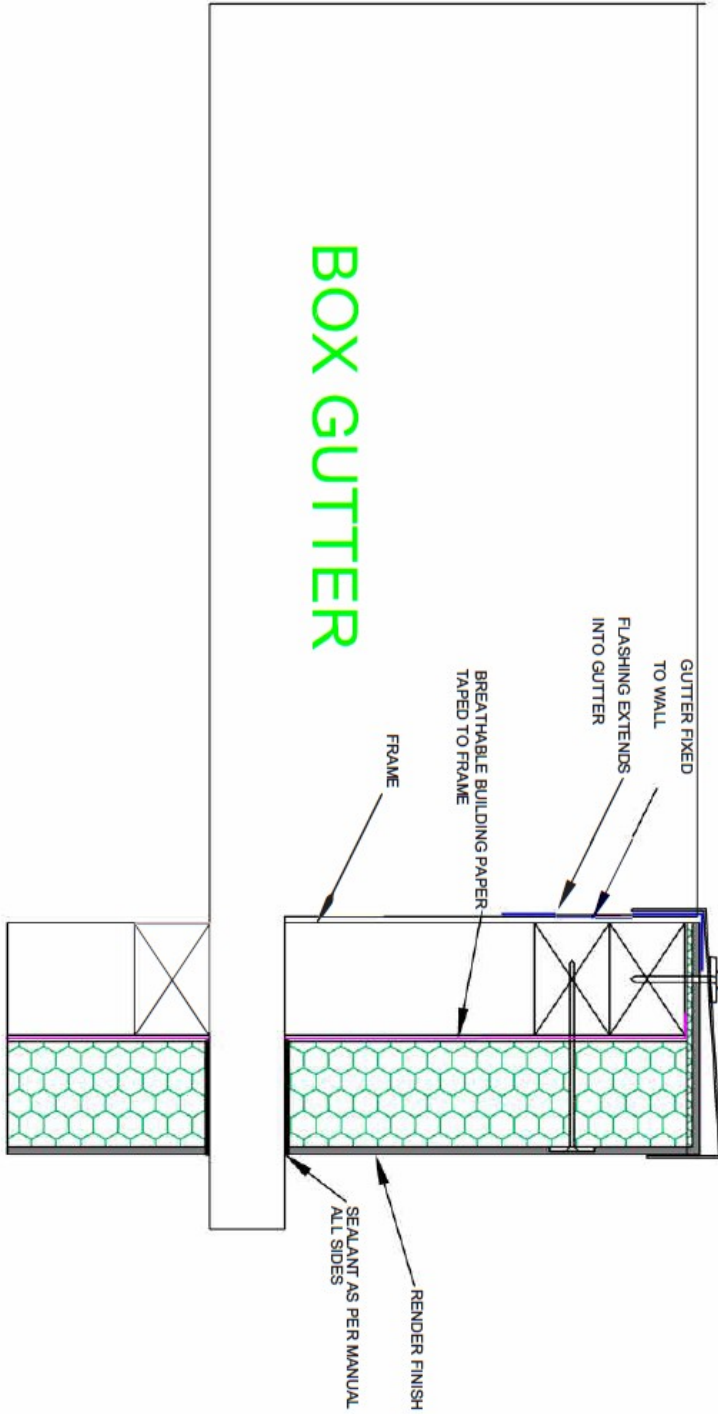 BOX GUTTER
GUTTER FIXED
TO WALL
FLASHING EXTENDS
INTO GUTTER
BREATHABLE BUILDING PAPER
TAPED TO FRAME
FRAME
RENDER FINISH
SEALANT AS PER MANUAL
ALL SIDES